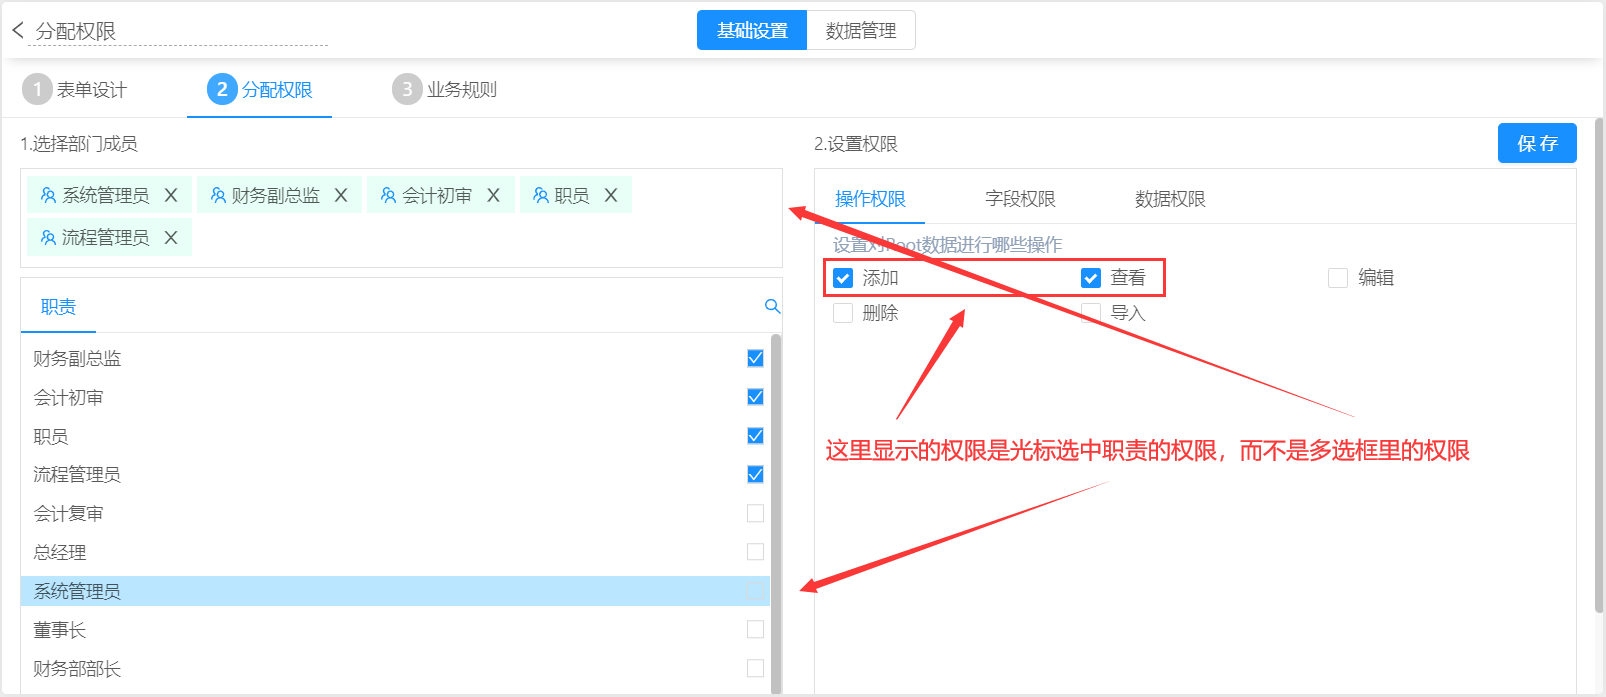 分配权限
基础设置 数据管理
1 表单设计 2 分配权限 3 业务规则
1.选择部门成员
系统管理员 X 财务副总监 X 会计初审 X 职员 X
流程管理员 X
职责
财务副总监
会计初审
职员
流程管理员
会计复审
总经理
系统管理员
董事长
财务部部长
2.设置权限 保存
操作权限 字段权限 数据权限
设置对Root数据进行哪些操作
添加 查看 编辑
删除 导入
这里显示的权限是光标选中职责的权限，而不是多选框里的权限